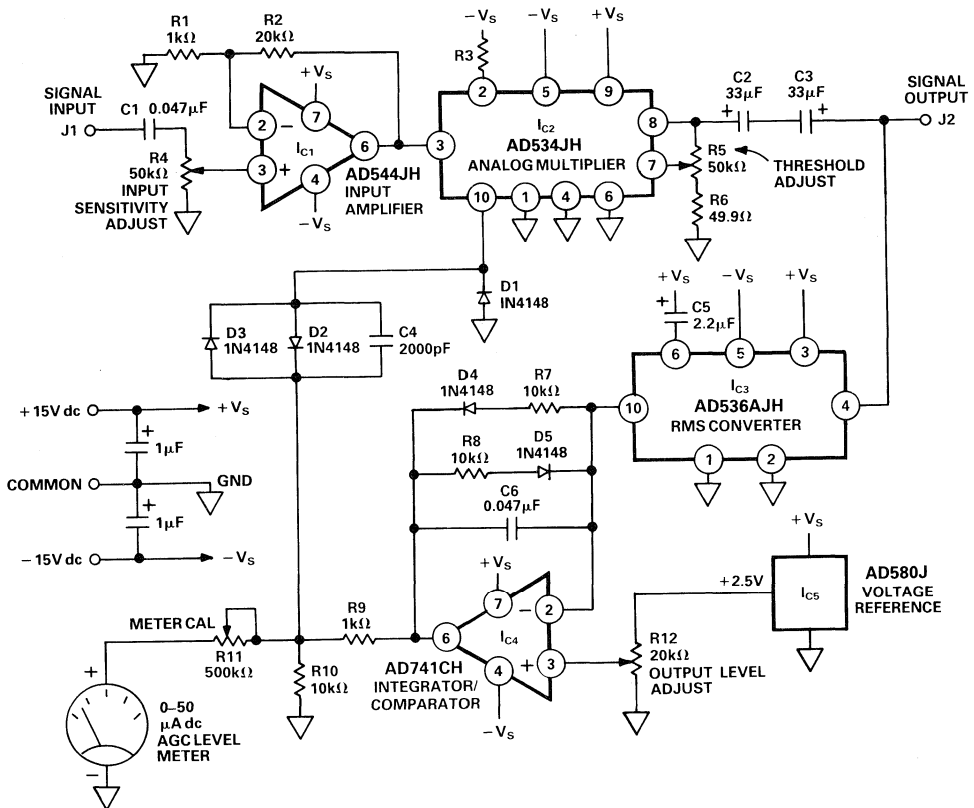 R1
1kΩ
R2
20kΩ
+VS
SIGNAL
INPUT
J1
C1 0.047μF
R4
50kΩ
INPUT
SENSITIVITY
ADJUST
2
−
7
IC1
6
3
+
4
−VS
AD544JH
INPUT
AMPLIFIER
−VS
−VS
+VS
R3
2
5
9
3
IC2
AD534JH
ANALOG MULTIPLIER
8
7
10
1
4
6
C2
33μF
+
C3
33μF
+
SIGNAL
OUTPUT
J2
R5
50kΩ
THRESHOLD
ADJUST
R6
49.9Ω
D1
IN4148
D3
1N4148
D2
1N4148
C4
2000pF
+VS
−VS
+VS
+
C5
2.2μF
6
5
3
10
IC3
AD536AJH
RMS CONVERTER
4
1
2
D4
1N4148
R7
10kΩ
R8
10kΩ
D5
1N4148
C6
0.047μF
+15V dc
+VS
+
1μF
COMMON
GND
+
1μF
−15V dc
−VS
+VS
7
−
2
6
IC4
+
3
4
−VS
AD741CH
INTEGRATOR/
COMPARATOR
R9
1kΩ
R10
10kΩ
METER CAL
R11
500kΩ
+
0–50
μA dc
AGC LEVEL
METER
−
R12
20kΩ
OUTPUT LEVEL
ADJUST
+2.5V
+VS
IC5
AD580J
VOLTAGE
REFERENCE